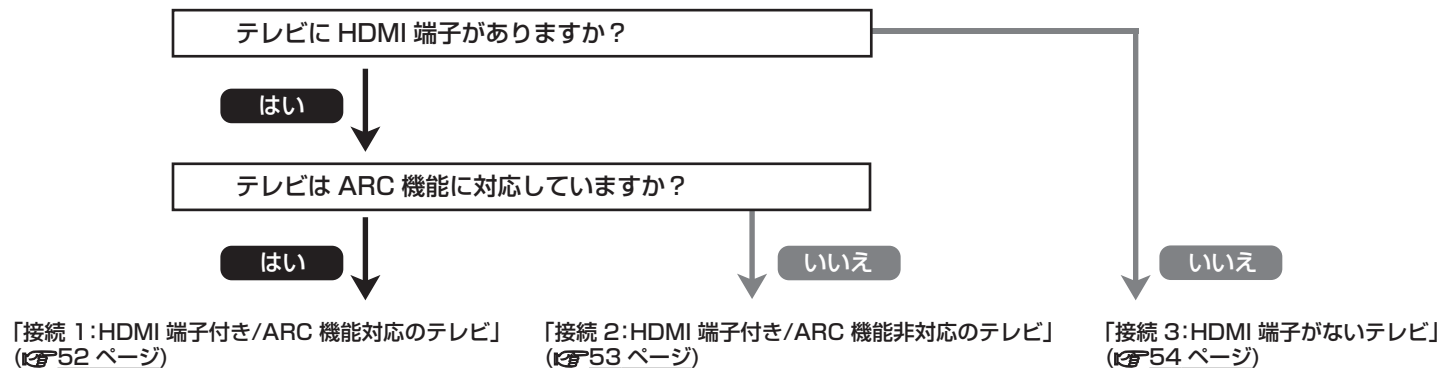 テレビに HDMI 端子がありますか？
はい
テレビは ARC 機能に対応していますか？
はい
いいえ
いいえ
「接続 1：HDMI 端子付き/ARC 機能対応のテレビ」
(☞52 ページ)
「接続 2：HDMI 端子付き/ARC 機能非対応のテレビ」
(☞53 ページ)
「接続 3：HDMI 端子がないテレビ」
(☞54 ページ)